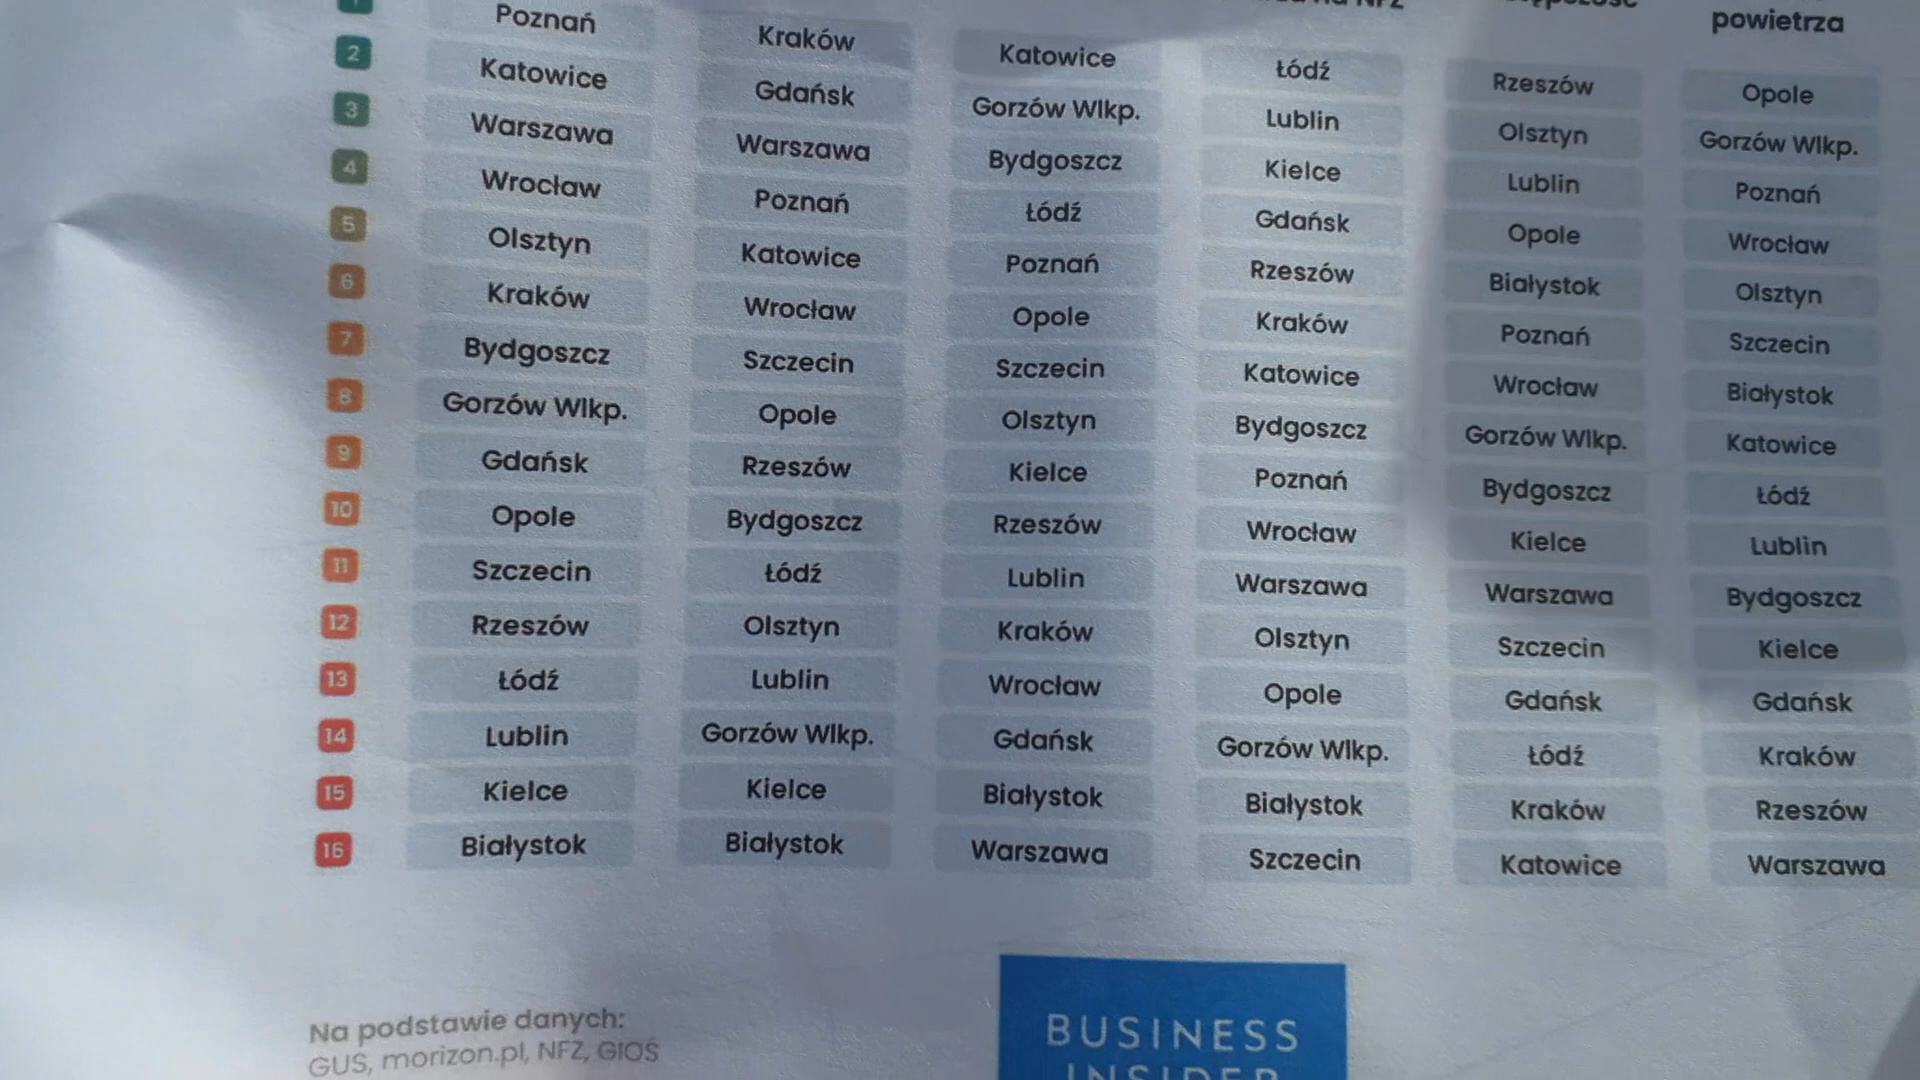 powietrza
1 Poznań Kraków Katowice Łódź Rzeszów Opole
2 Katowice Gdańsk Gorzów Wlkp. Lublin Olsztyn Gorzów Wlkp.
3 Warszawa Warszawa Bydgoszcz Kielce Lublin Poznań
4 Wrocław Poznań Łódź Gdańsk Opole Wrocław
5 Olsztyn Katowice Poznań Rzeszów Białystok Olsztyn
6 Kraków Wrocław Opole Kraków Poznań Szczecin
7 Bydgoszcz Szczecin Szczecin Katowice Wrocław Białystok
8 Gorzów Wlkp. Opole Olsztyn Bydgoszcz Gorzów Wlkp. Katowice
9 Gdańsk Rzeszów Kielce Poznań Bydgoszcz Łódź
10 Opole Bydgoszcz Rzeszów Wrocław Kielce Lublin
11 Szczecin Łódź Lublin Warszawa Warszawa Bydgoszcz
12 Rzeszów Olsztyn Kraków Olsztyn Szczecin Kielce
13 Łódź Lublin Wrocław Opole Gdańsk Gdańsk
14 Lublin Gorzów Wlkp. Gdańsk Gorzów Wlkp. Łódź Kraków
15 Kielce Kielce Białystok Białystok Kraków Rzeszów
16 Białystok Białystok Warszawa Szczecin Katowice Warszawa
Na podstawie danych:
GUS, morizon.pl, NFZ, GIOŚ
BUSINESS
INSIDER